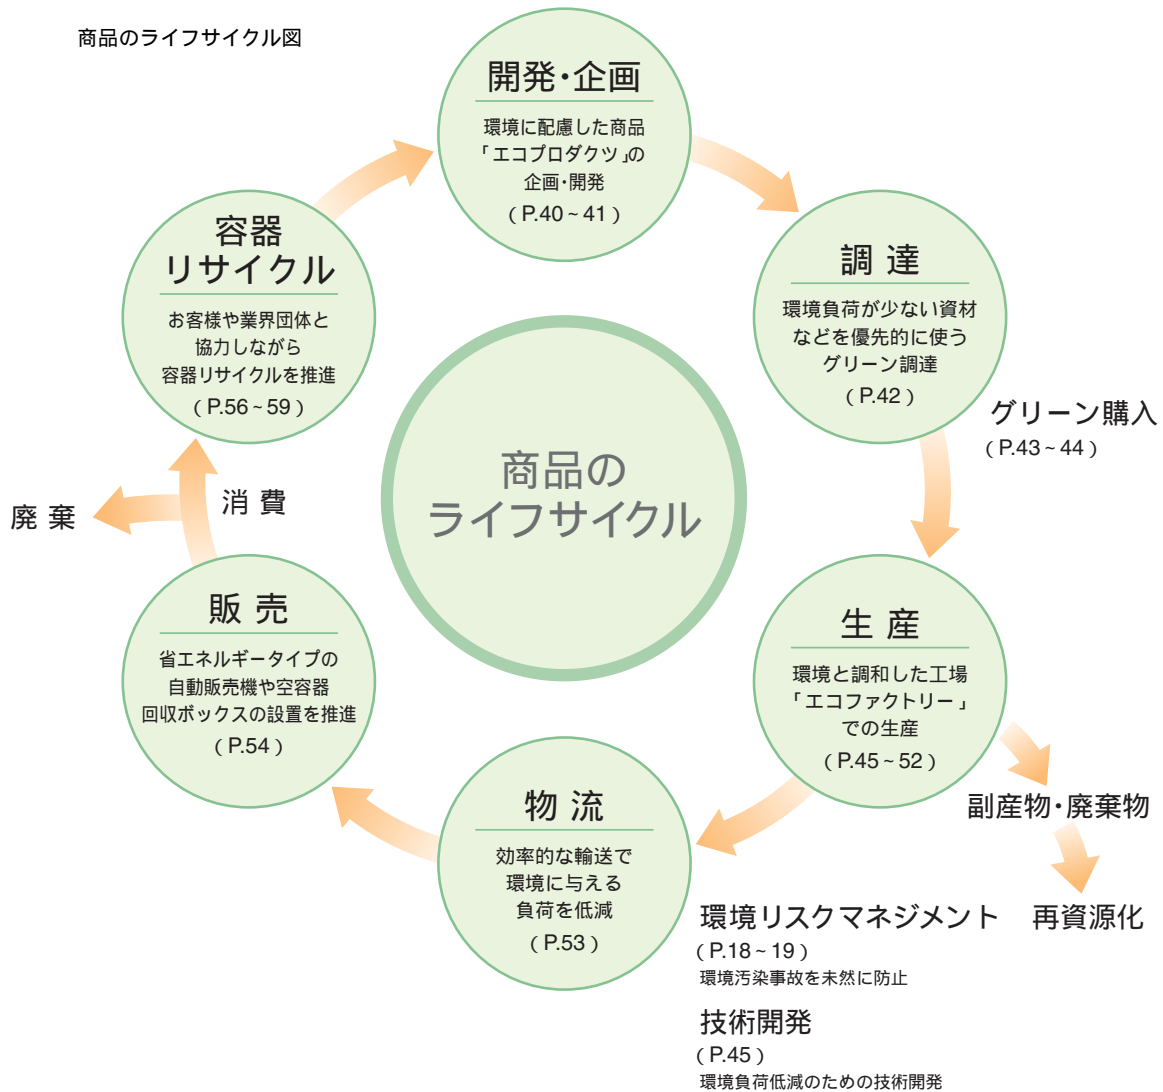 商品のライフサイクル図
開発・企画
環境に配慮した商品
「エコプロダクツ」の
企画・開発
（P.40~41）
調 達
環境負荷が少ない資材
などを優先的に使う
グリーン調達
（P.42）
グリーン購入
（P.43~44）
生 産
環境と調和した工場
「エコファクトリー」
での生産
（P.45~52）
副産物・廃棄物
再資源化
環境リスクマネジメント
（P.18~19）
環境汚染事故を未然に防止
技術開発
（P.45）
環境負荷低減のための技術開発
物 流
効率的な輸送で
環境に与える
負荷を低減
（P.53）
販 売
省エネルギータイプの
自動販売機や空容器
回収ボックスの設置を推進
（P.54）
消 費
廃 棄
容器
リサイクル
お客様や業界団体と
協力しながら
容器リサイクルを推進
（P.56~59）
商品の
ライフサイクル